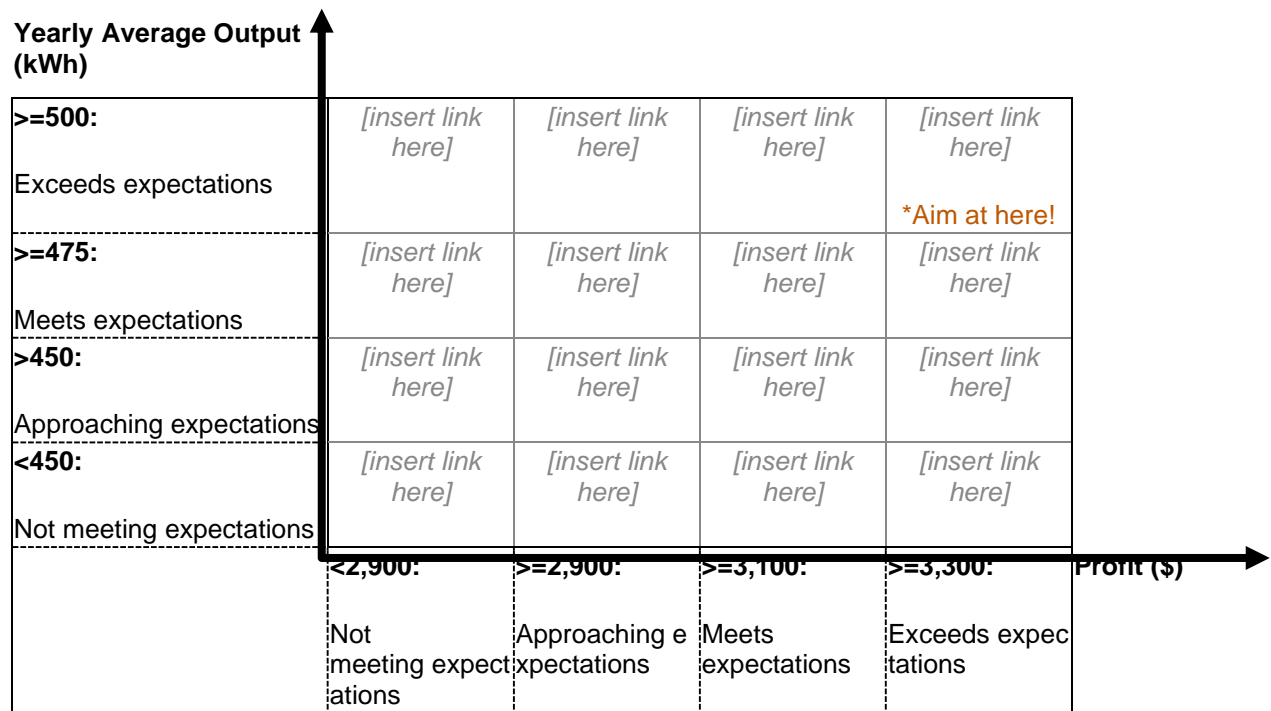 Yearly Average Output
(kWh)
>=500:
Exceeds expectations
[insert link
here]
[insert link
here]
[insert link
here]
[insert link
here]
*Aim at here!
>=475:
Meets expectations
[insert link
here]
[insert link
here]
[insert link
here]
[insert link
here]
>450:
Approaching expectations
[insert link
here]
[insert link
here]
[insert link
here]
[insert link
here]
<450:
Not meeting expectations
[insert link
here]
[insert link
here]
[insert link
here]
[insert link
here]
<2,900:
Not
meeting expect
ations
>=2,900:
Approaching e
xpectations
>=3,100:
Meets
expectations
>=3,300:
Exceeds expec
tations
Profit ($)